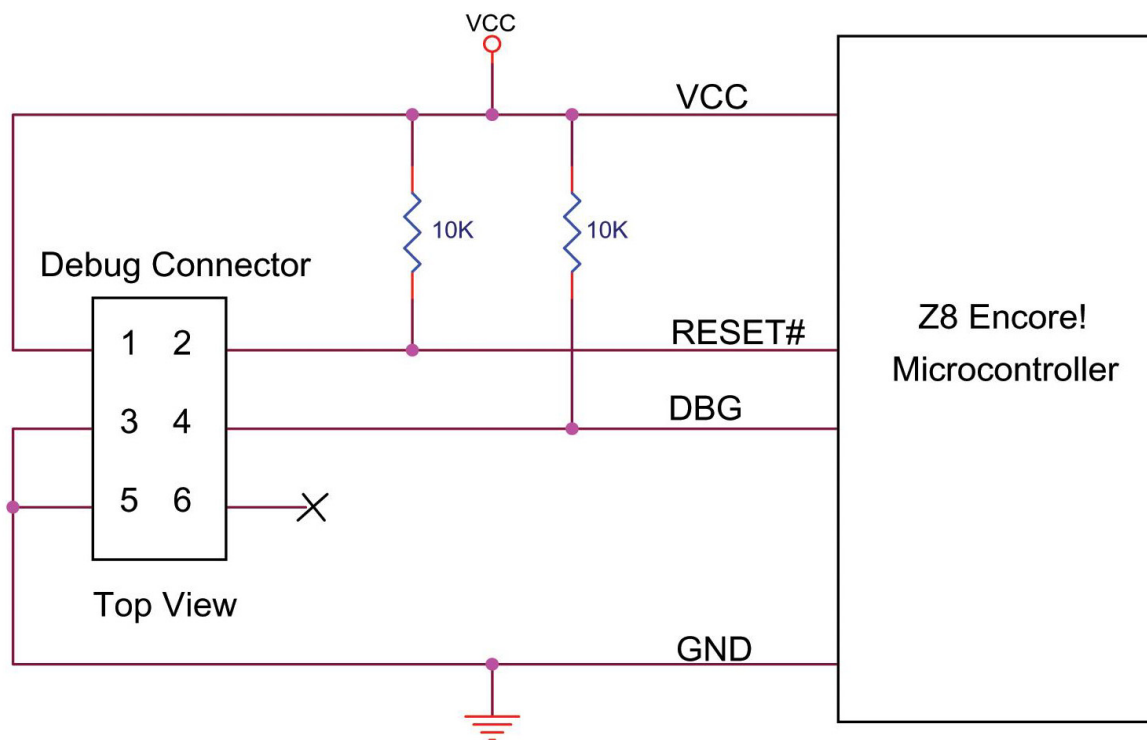 VCC
VCC
10K
10K
Debug Connector
1 2
RESET#
Z8 Encore!
Microcontroller
3 4
DBG
5 6
Top View
GND